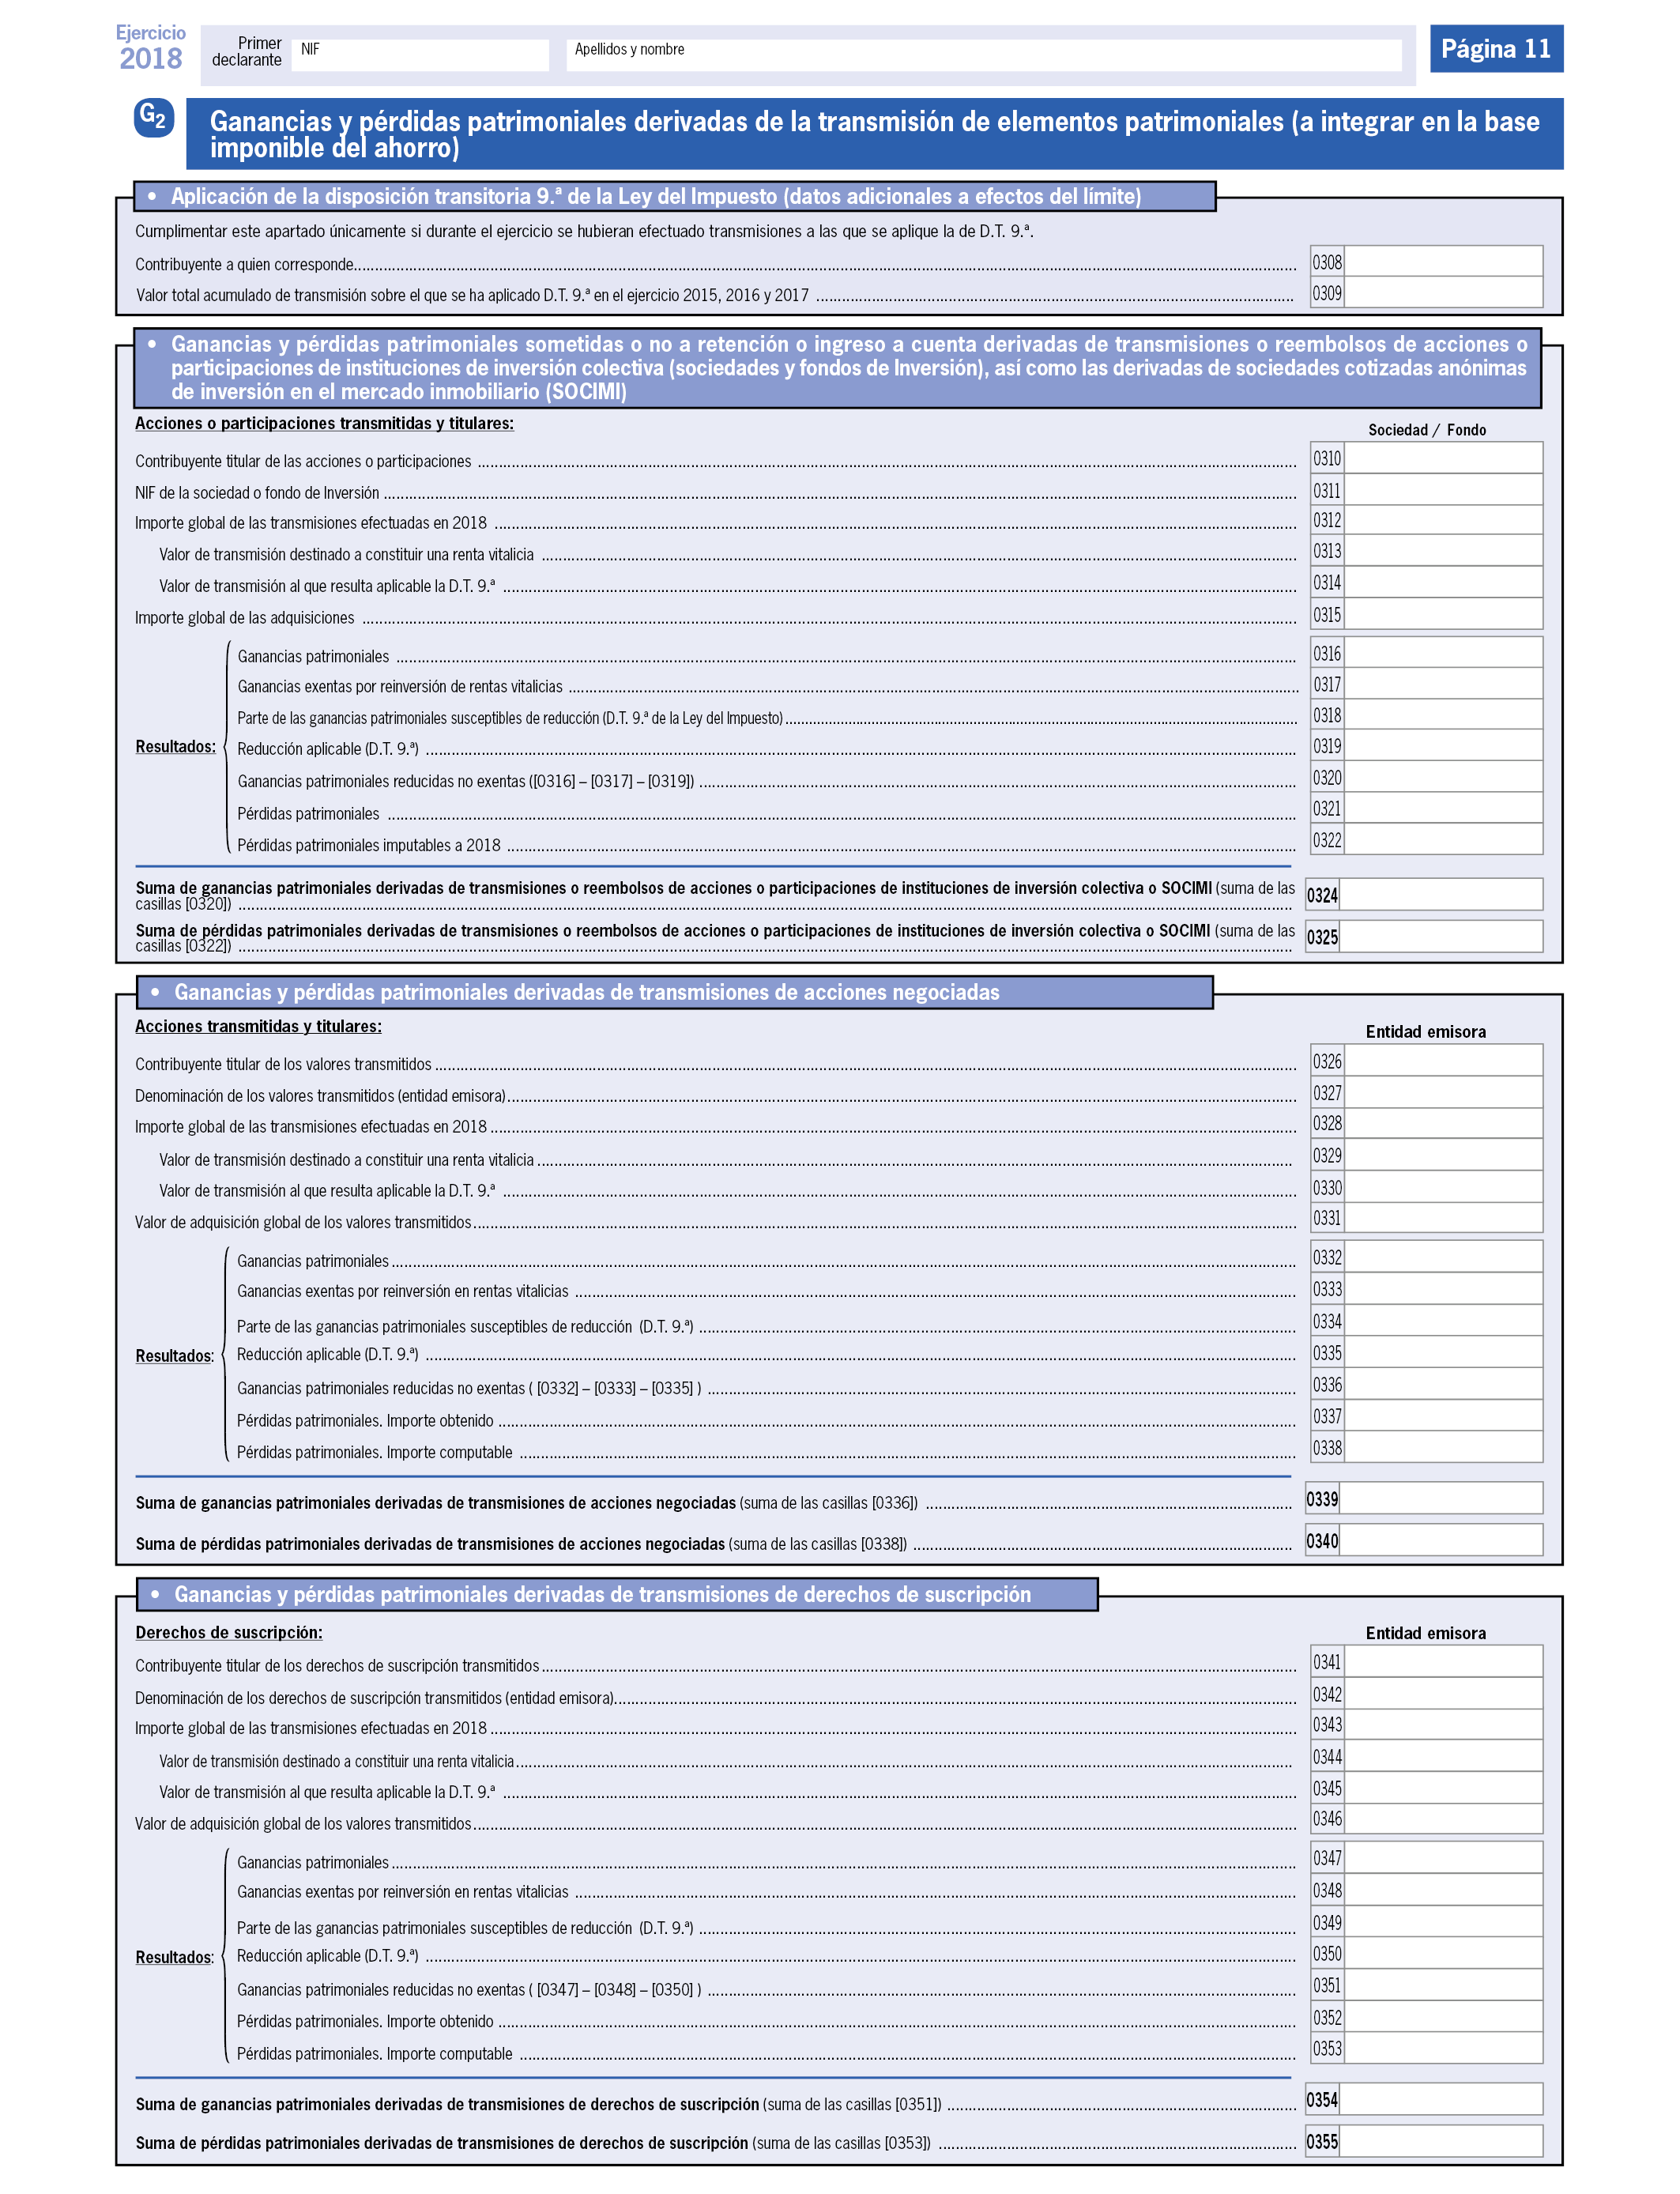 Ejercicio
2018
Primer
declarante
NIF
Apellidos y nombre
Página 11
G2
Ganancias y pérdidas patrimoniales derivadas de la transmisión de elementos patrimoniales (a integrar en la base
imponible del ahorro)
• Aplicación de la disposición transitoria 9.ª de la Ley del Impuesto (datos adicionales a efectos del límite)
Cumplimentar este apartado únicamente si durante el ejercicio se hubieran efectuado transmisiones a las que se aplique la de D.T. 9.ª.
Contribuyente a quien corresponde 0308
Valor total acumulado de transmisión sobre el que se ha aplicado D.T. 9.ª en el ejercicio 2015, 2016 y 2017 0309
• Ganancias y pérdidas patrimoniales sometidas o no a retención o ingreso a cuenta derivadas de transmisiones o reembolsos de acciones o
participaciones de instituciones de inversión colectiva (sociedades y fondos de Inversión), así como las derivadas de sociedades cotizadas anónimas
de inversión en el mercado inmobiliario (SOCIMI)
Acciones o participaciones transmitidas y titulares:
Sociedad / Fondo
Contribuyente titular de las acciones o participaciones 0310
NIF de la sociedad o fondo de Inversión 0311
Importe global de las transmisiones efectuadas en 2018 0312
Valor de transmisión destinado a constituir una renta vitalicia 0313
Valor de transmisión al que resulta aplicable la D.T. 9.ª 0314
Importe global de las adquisiciones 0315
Resultados:
Ganancias patrimoniales 0316
Ganancias exentas por reinversión de rentas vitalicias 0317
Parte de las ganancias patrimoniales susceptibles de reducción (D.T. 9.ª de la Ley del Impuesto) 0318
Reducción aplicable (D.T. 9.ª) 0319
Ganancias patrimoniales reducidas no exentas ([0316] – [0317] – [0319]) 0320
Pérdidas patrimoniales 0321
Pérdidas patrimoniales imputables a 2018 0322
Suma de ganancias patrimoniales derivadas de transmisiones o reembolsos de acciones o participaciones de instituciones de inversión colectiva o SOCIMI (suma de las
casillas [0320]) 0324
Suma de pérdidas patrimoniales derivadas de transmisiones o reembolsos de acciones o participaciones de instituciones de inversión colectiva o SOCIMI (suma de las
casillas [0322]) 0325
• Ganancias y pérdidas patrimoniales derivadas de transmisiones de acciones negociadas
Acciones transmitidas y titulares:
Entidad emisora
Contribuyente titular de los valores transmitidos 0326
Denominación de los valores transmitidos (entidad emisora) 0327
Importe global de las transmisiones efectuadas en 2018 0328
Valor de transmisión destinado a constituir una renta vitalicia 0329
Valor de transmisión al que resulta aplicable la D.T. 9.ª 0330
Valor de adquisición global de los valores transmitidos 0331
Resultados:
Ganancias patrimoniales 0332
Ganancias exentas por reinversión en rentas vitalicias 0333
Parte de las ganancias patrimoniales susceptibles de reducción (D.T. 9.ª) 0334
Reducción aplicable (D.T. 9.ª) 0335
Ganancias patrimoniales reducidas no exentas ( [0332] – [0333] – [0335] ) 0336
Pérdidas patrimoniales. Importe obtenido 0337
Pérdidas patrimoniales. Importe computable 0338
Suma de ganancias patrimoniales derivadas de transmisiones de acciones negociadas (suma de las casillas [0336]) 0339
Suma de pérdidas patrimoniales derivadas de transmisiones de acciones negociadas (suma de las casillas [0338]) 0340
• Ganancias y pérdidas patrimoniales derivadas de transmisiones de derechos de suscripción
Derechos de suscripción:
Entidad emisora
Contribuyente titular de los derechos de suscripción transmitidos 0341
Denominación de los derechos de suscripción transmitidos (entidad emisora) 0342
Importe global de las transmisiones efectuadas en 2018 0343
Valor de transmisión destinado a constituir una renta vitalicia 0344
Valor de transmisión al que resulta aplicable la D.T. 9.ª 0345
Valor de adquisición global de los valores transmitidos 0346
Resultados:
Ganancias patrimoniales 0347
Ganancias exentas por reinversión en rentas vitalicias 0348
Parte de las ganancias patrimoniales susceptibles de reducción (D.T. 9.ª) 0349
Reducción aplicable (D.T. 9.ª) 0350
Ganancias patrimoniales reducidas no exentas ( [0347] – [0348] – [0350] ) 0351
Pérdidas patrimoniales. Importe obtenido 0352
Pérdidas patrimoniales. Importe computable 0353
Suma de ganancias patrimoniales derivadas de transmisiones de derechos de suscripción (suma de las casillas [0351]) 0354
Suma de pérdidas patrimoniales derivadas de transmisiones de derechos de suscripción (suma de las casillas [0353]) 0355